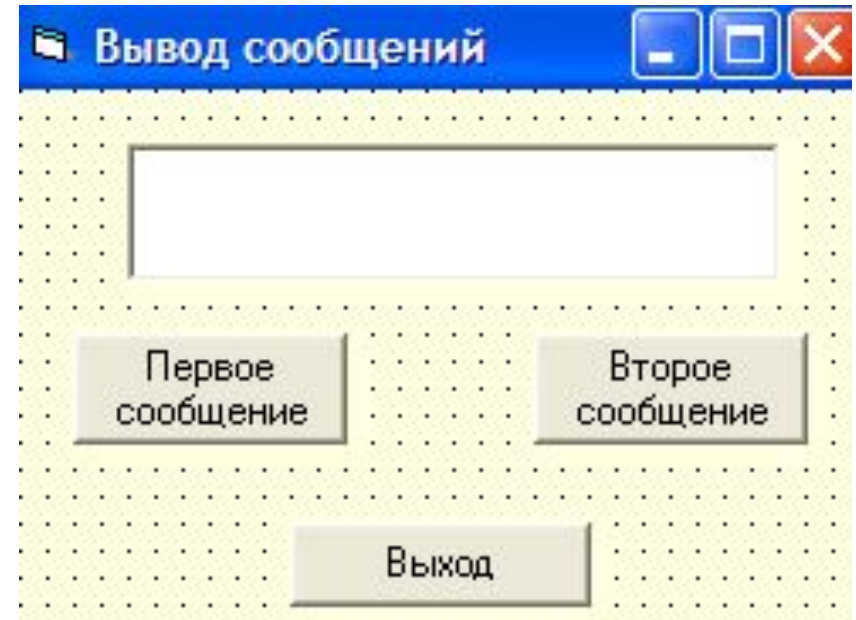 Вывод сообщений
Первое
сообщение
Второе
сообщение
Выход